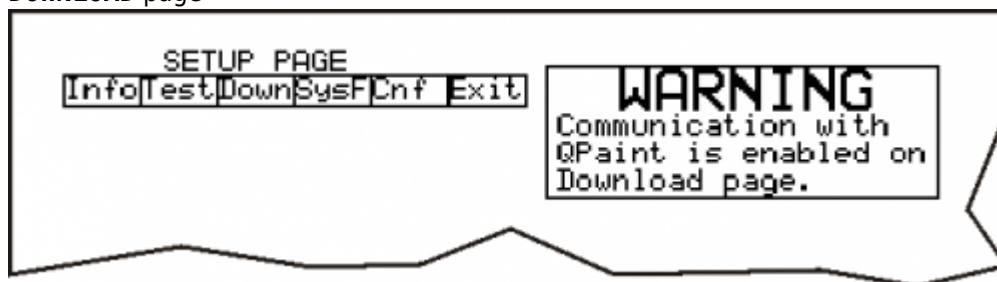 DOWNLOAD page
SETUP PAGE
Info Test Down SysF Cnf Exit
WARNING
Communication with
QPaint is enabled on
Download page.